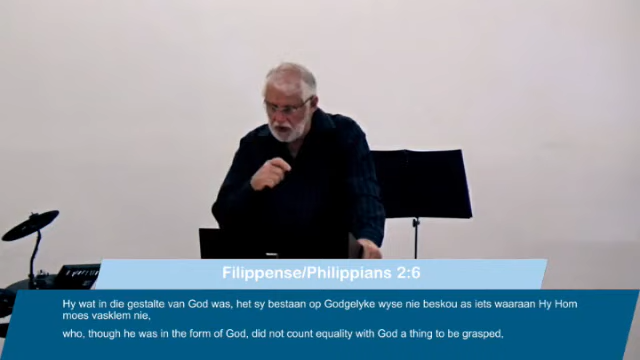 Filippense/Philippians 2:6
Hy wat in die gestalte van God was, het sy bestaan op Godgelyke wyse nie beskou as iets waaraan Hy Hom
moes vasklem nie,
who, though he was in the form of God, did not count equality with God a thing to be grasped,